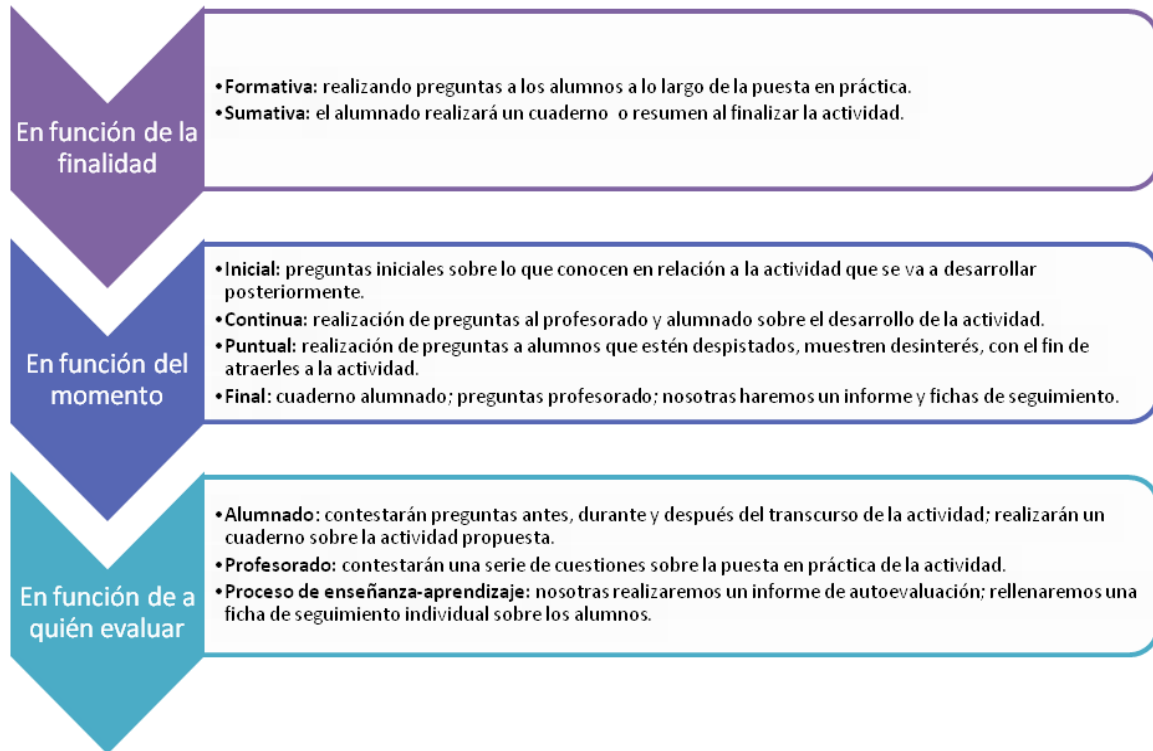 En función de la
finalidad
•Formativa: realizando preguntas a los alumnos a lo largo de la puesta en práctica.
•Sumativa: el alumnado realizará un cuaderno o resumen al finalizar la actividad.
En función del
momento
•Inicial: preguntas iniciales sobre lo que conocen en relación a la actividad que se va a desarrollar
posteriormente.
•Continua: realización de preguntas al profesorado y alumnado sobre el desarrollo de la actividad.
•Puntual: realización de preguntas a alumnos que estén despistados, muestren desinterés, con el fin de
atraerles a la actividad.
•Final: cuaderno alumnado; preguntas profesorado; nosotras haremos un informe y fichas de seguimiento.
En función de a
quién evaluar
•Alumnado: contestarán preguntas antes, durante y después del transcurso de la actividad; realizarán un
cuaderno sobre la actividad propuesta.
•Profesorado: contestarán una serie de cuestiones sobre la puesta en práctica de la actividad.
•Proceso de enseñanza-aprendizaje: nosotras realizaremos un informe de autoevaluación; rellenaremos una
ficha de seguimiento individual sobre los alumnos.